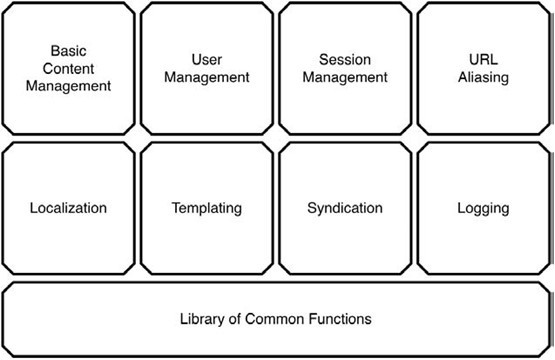 Basic
Content
Management
User
Management
Session
Management
URL
Aliasing
Localization
Templating
Syndication
Logging
Library of Common Functions